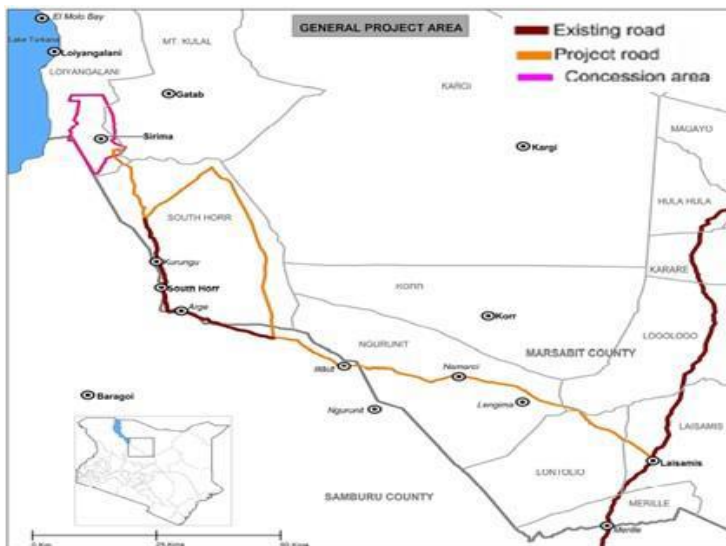 GENERAL PROJECT AREA
Existing road
Project road
Concession area
El Molo Bay
Lake Turkana
Loiyangalani
LOIYANGALANI
MT. KULAL
Gatab
KARGI
Sirima
MAGAYO
Kargi
HULA HULA
SOUTH HORR
KARARE
Kurungu
South Horr
Arge
Korr
LOGOLOGO
NGURUNIT
MARSABIT COUNTY
Namarei
Baragoi
Ngurunit
Lengima
LAISAMIS
Laisamis
LONTOLIO
SAMBURU COUNTY
MERILLE
Merille